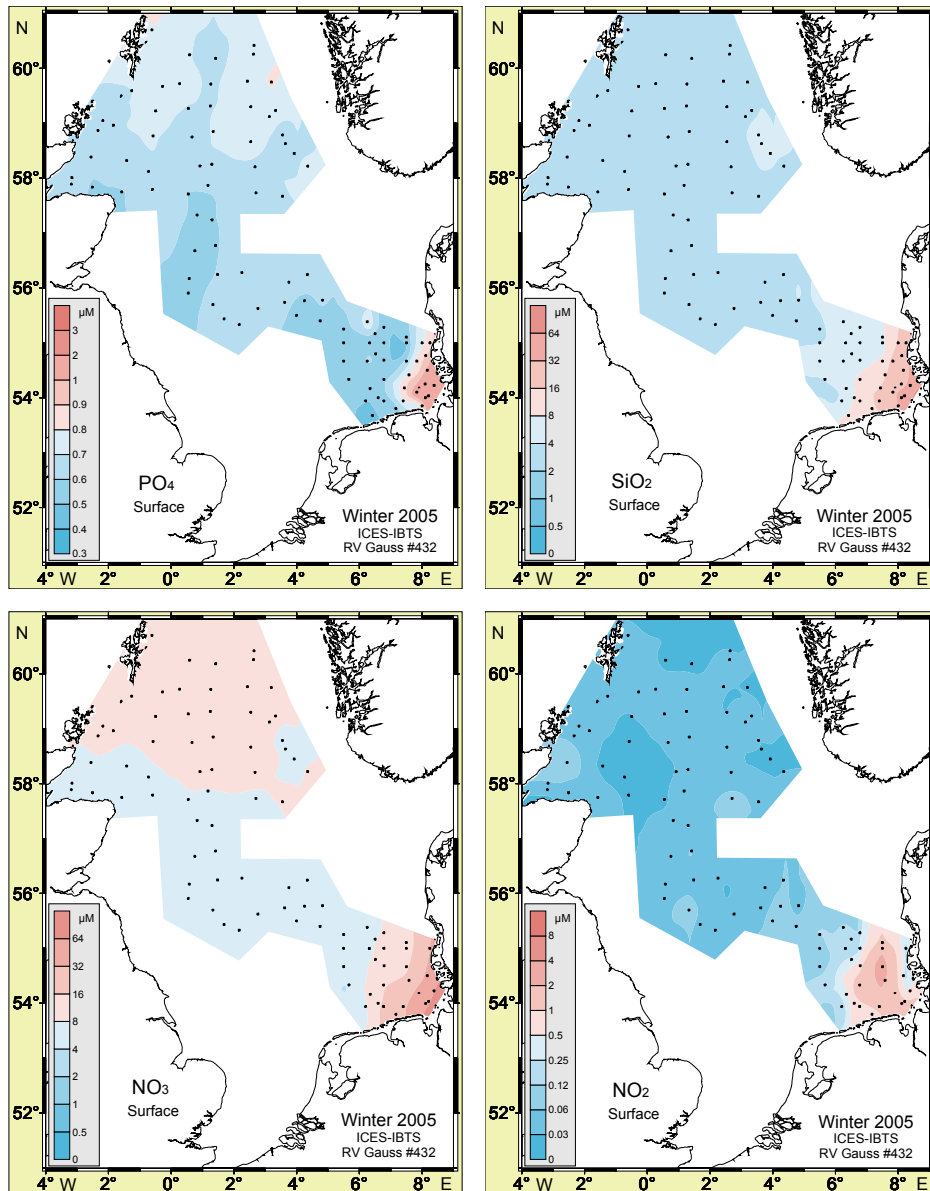 N
60°
58°
56°
54°
52°
µM
3
2
1
0.9
0.8
0.7
0.6
0.5
0.4
0.3
PO4
Surface
Winter 2005
ICES-IBTS
RV Gauss #432
4° W 0° 2° 4° 6° E
N
60°
58°
56°
54°
52°
µM
64
32
16
8
4
2
1
0.5
0
SiO2
Surface
Winter 2005
ICES-IBTS
RV Gauss #432
4° W 0° 2° 4° 6° E
N
60°
58°
56°
54°
52°
µM
64
32
16
8
4
2
1
0.5
0
NO3
Surface
Winter 2005
ICES-IBTS
RV Gauss #432
4° W 0° 2° 4° 6° 8° E
N
60°
58°
56°
54°
52°
µM
8
4
2
1
0.5
0.25
0.12
0.06
0.03
0
NO2
Surface
Winter 2005
ICES-IBTS
RV Gauss #432
4° W 0° 2° 4° 6° 8° E